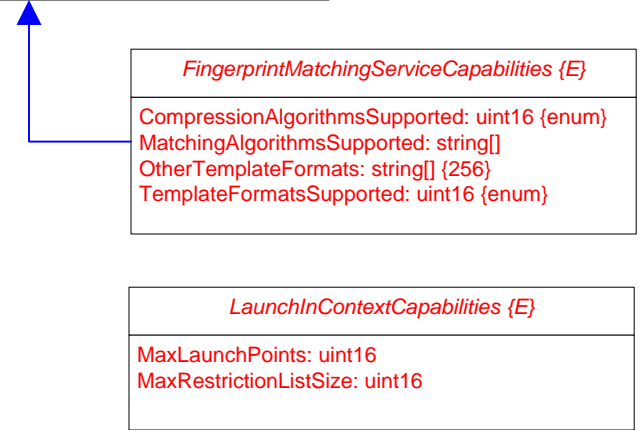 FingerprintMatchingServiceCapabilities {E}
CompressionAlgorithmsSupported: uint16 {enum}
MatchingAlgorithmsSupported: string[]
OtherTemplateFormats: string[] {256}
TemplateFormatsSupported: uint16 {enum}
LaunchInContextCapabilities {E}
MaxLaunchPoints: uint16
MaxRestrictionListSize: uint16